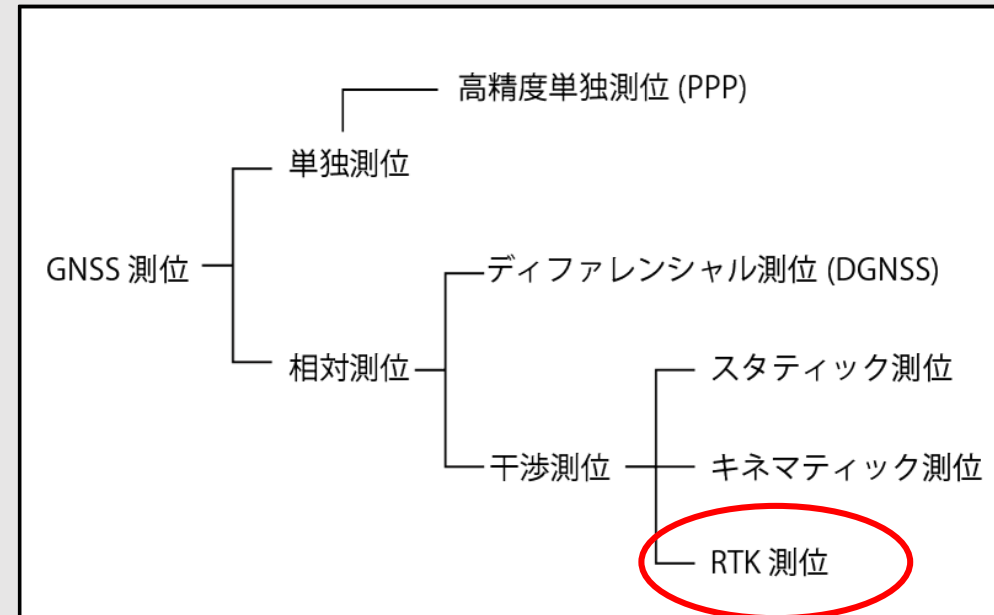 高精度単独測位 (PPP)
単独測位
GNSS 測位
ディファレンシャル測位 (DGNSS)
相対測位
スタティック測位
干渉測位
キネマティック測位
RTK 測位